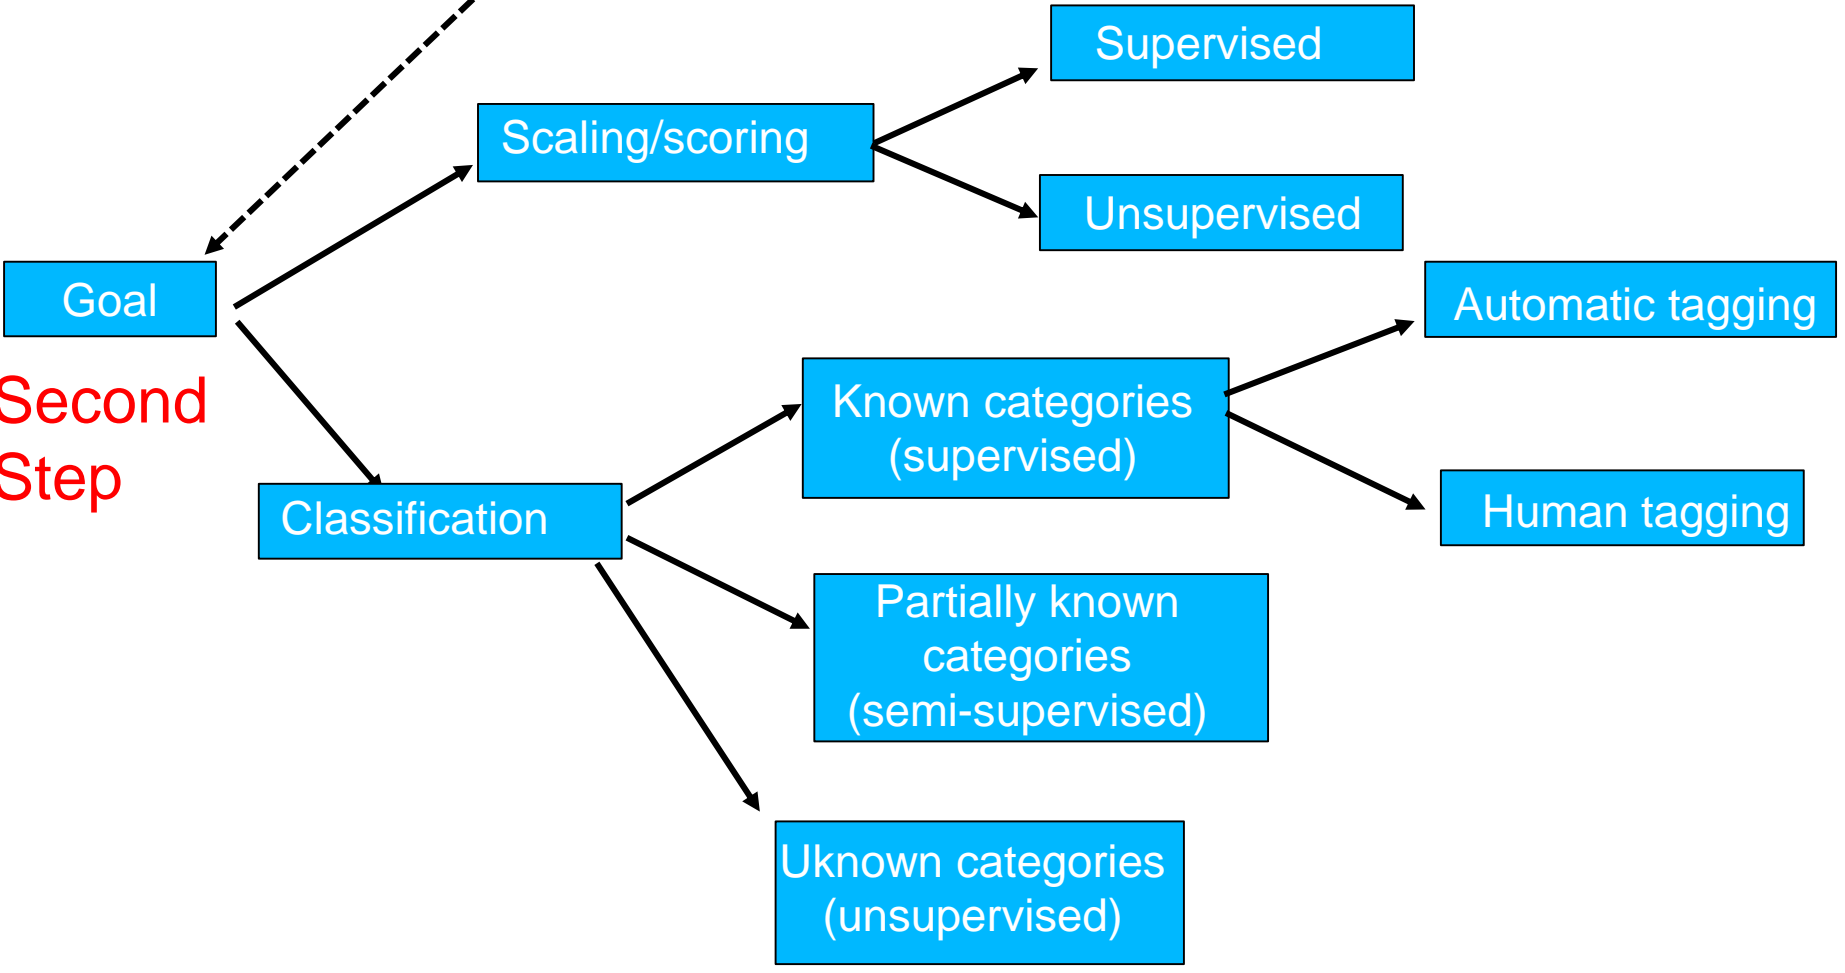 Supervised
Scaling/scoring
Unsupervised
Goal
Automatic tagging
Second
Step
Known categories
(supervised)
Human tagging
Classification
Partially known
categories
(semi-supervised)
Uknown categories
(unsupervised)